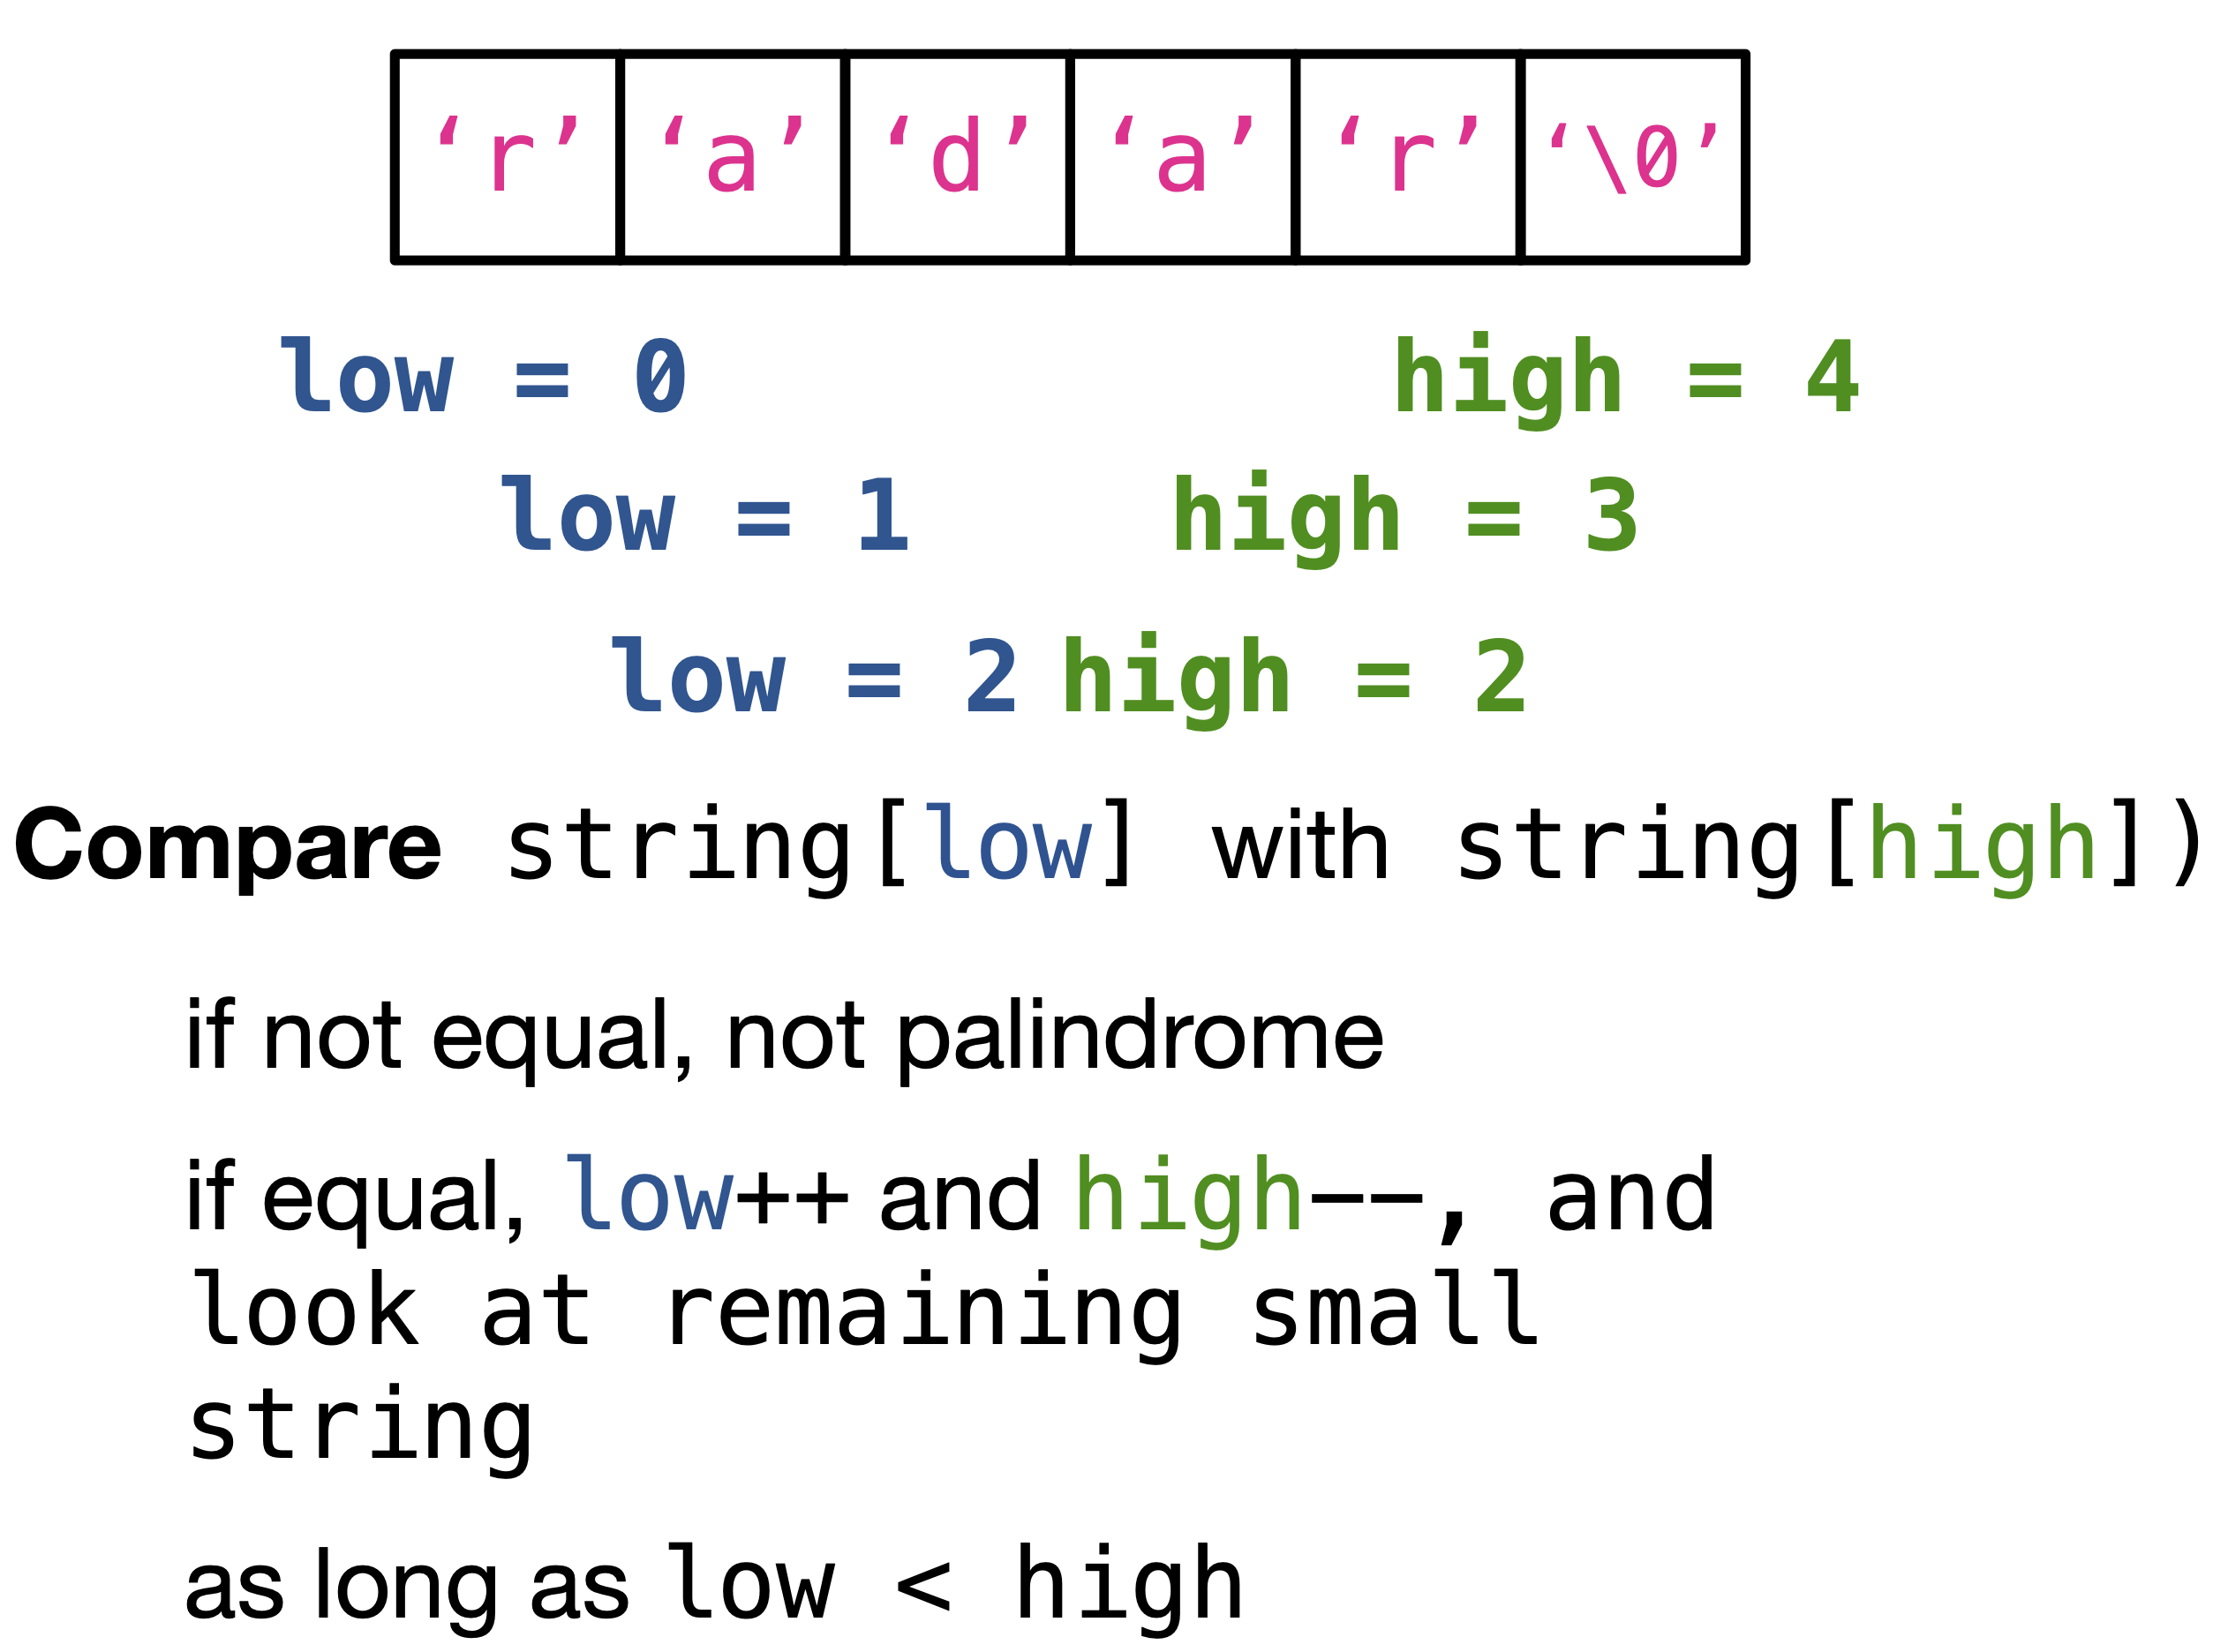 ‘r’ ‘a’ ‘d’ ‘a’ ‘r’ ‘\0’
low = 0 high = 4
low = 1 high = 3
low = 2 high = 2
Compare string[low] with string[high])
if not equal, not palindrome
if equal, low++ and high--, and
look at remaining small
string
as long as low < high